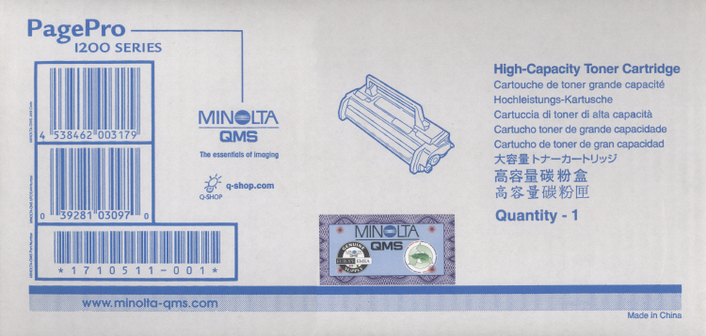 PagePro
1200 SERIES
4 538462 003179
0 39281 03097 0
*1710511-001*
MINOLTA
QMS
The essentials of imaging
Q-SHOP
q-shop.com
High-Capacity Toner Cartridge
Cartouche de toner grande capacité
Hochleistungs-Kartusche
Cartuccia di toner di alta capacità
Cartucho toner de grande capacidade
Cartucho de toner de gran capacidad
大容量トナーカートリッジ
高容量碳粉盒
高容量碳粉匣
Quantity - 1
MINOLTA
QMS
GENUINE
www.minolta-qms.com
Made in China